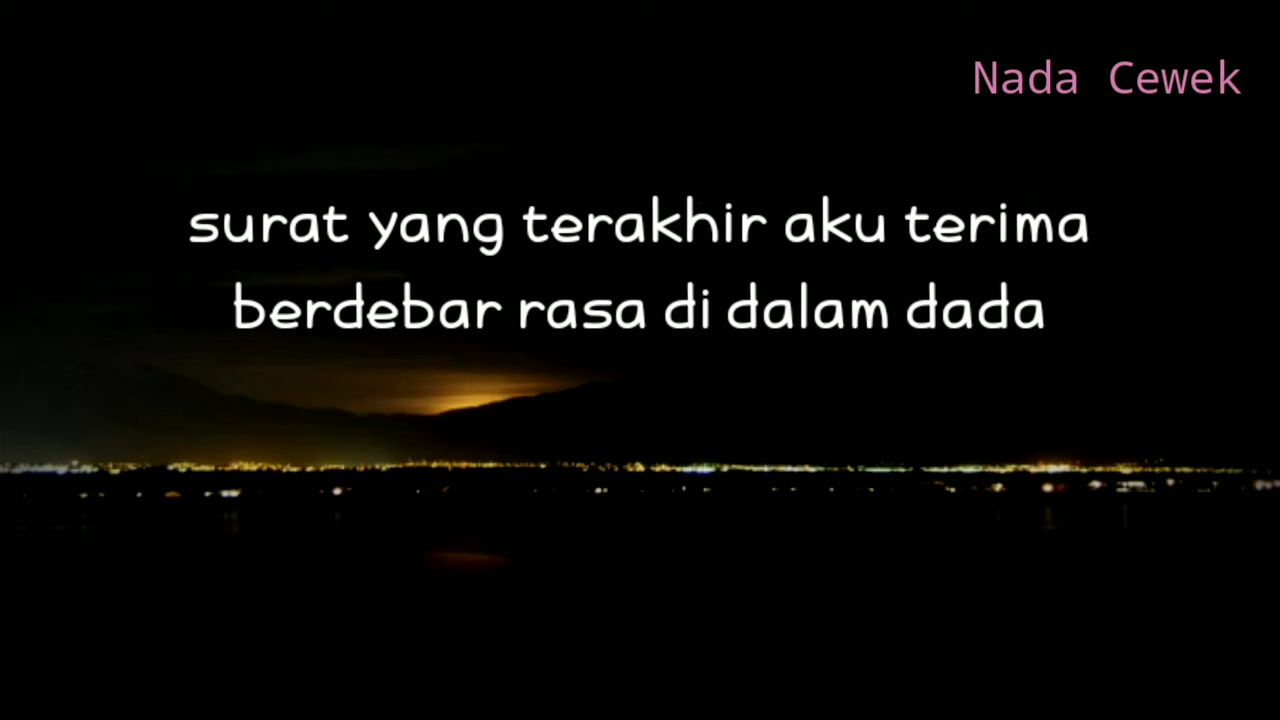 Nada Cewek
surat yang terakhir aku terima
berdebar rasa di dalam dada